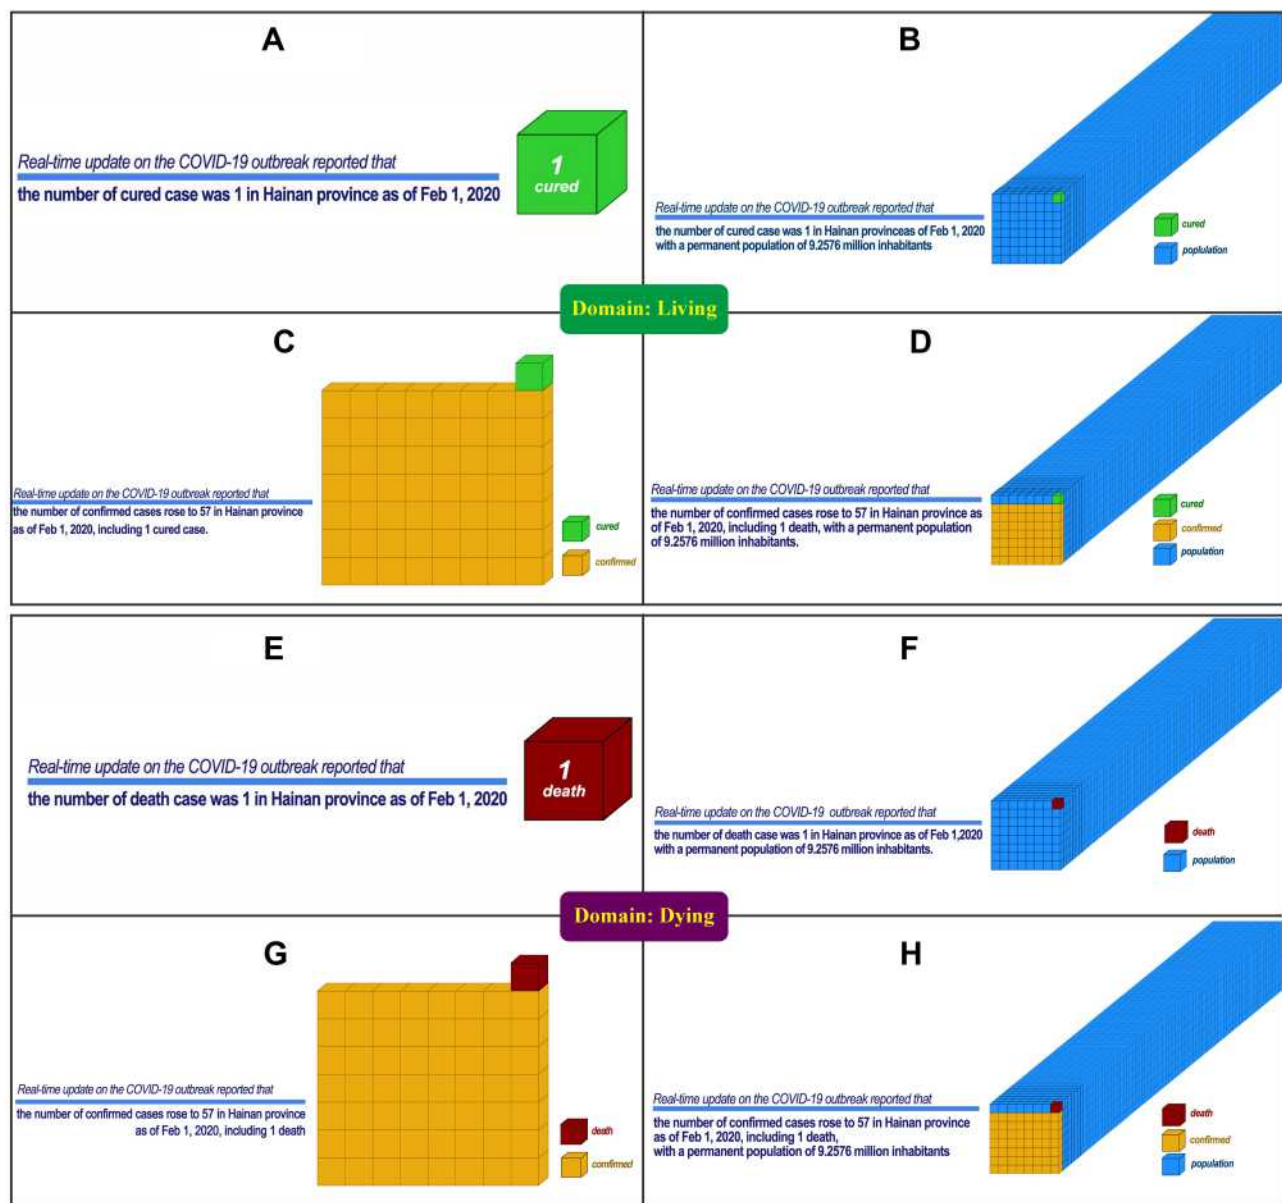 A
Real-time update on the COVID-19 outbreak reported that
the number of cured case was 1 in Hainan province as of Feb 1, 2020
1
cured
B
Real-time update on the COVID-19 outbreak reported that
the number of cured case was 1 in Hainan provinceas of Feb 1, 2020
with a permanent population of 9.2576 million inhabitants
cured
poplulation
Domain: Living
C
Real-time update on the COVID-19 outbreak reported that
the number of confirmed cases rose to 57 in Hainan province
as of Feb 1, 2020, including 1 cured case.
cured
confirmed
D
Real-time update on the COVID-19 outbreak reported that
the number of confirmed cases rose to 57 in Hainan province as
of Feb 1, 2020, including 1 death, with a permanent population
of 9.2576 million inhabitants.
cured
confirmed
population
E
Real-time update on the COVID-19 outbreak reported that
the number of death case was 1 in Hainan province as of Feb 1, 2020
1
death
F
Real-time update on the COVID-19 outbreak reported that
the number of death case was 1 in Hainan province as of Feb 1,2020
with a permanent population of 9.2576 million inhabitants.
death
population
Domain: Dying
G
Real-time update on the COVID-19 outbreak reported that
the number of confirmed cases rose to 57 in Hainan province
as of Feb 1, 2020, including 1 death
death
comfirmed
H
Real-time update on the COVID-19 outbreak reported that
the number of confirmed cases rose to 57 in Hainan province
as of Feb 1, 2020, including 1 death,
with a permanent population of 9.2576 million inhabitants
death
confirmed
population